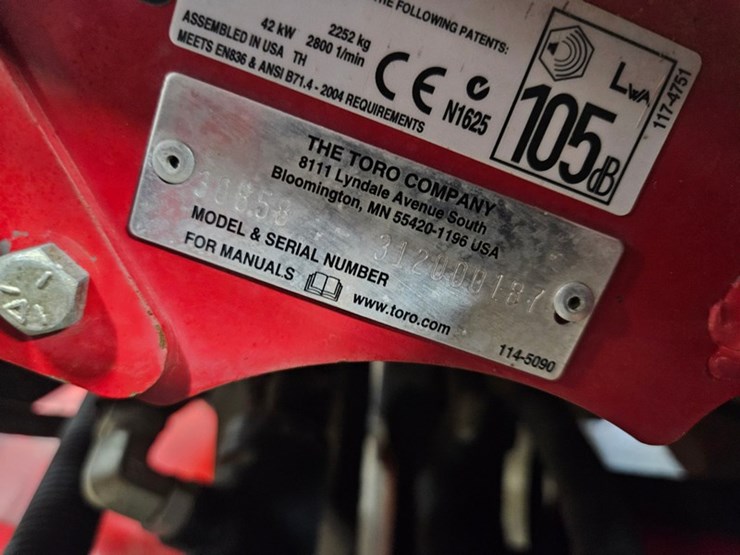 HE FOLLOWING PATENTS:
2252 kg
42 kW 2800 1/min
ASSEMBLED IN USA TH
MEETS EN836 & ANSI B71.4 - 2004 REQUIREMENTS
CE N1625
LWA
105dB
117-4751
THE TORO COMPANY
8111 Lyndale Avenue South
Bloomington, MN 55420-1196 USA
312000187
MODEL & SERIAL NUMBER
FOR MANUALS www.toro.com
114-5090